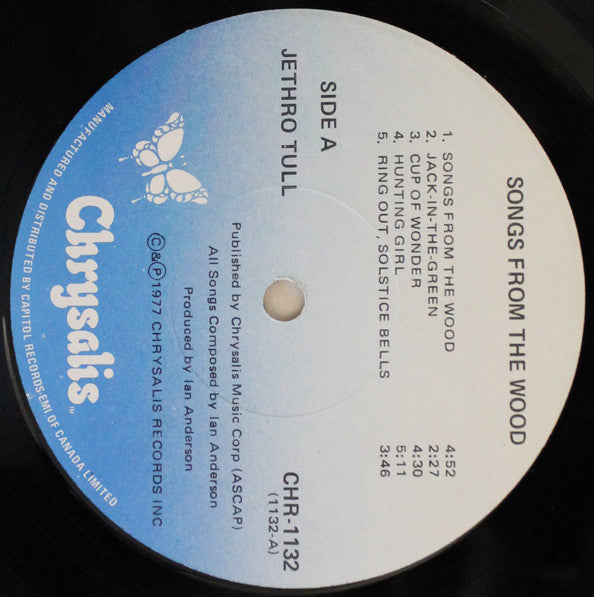 SONGS FROM THE WOOD
1. SONGS FROM THE WOOD 4:52
2. JACK-IN-THE-GREEN 2:27
3. CUP OF WONDER 4:30
4. HUNTING GIRL 5:11
5. RING OUT, SOLSTICE BELLS 3:46
SIDE A
JETHRO TULL
CHR-1132
(1132-A)
Published by Chrysalis Music Corp (ASCAP)
All Songs Composed by Ian Anderson
Produced by Ian Anderson
©&℗1977 CHRYSALIS RECORDS INC
Chrysalis™
MANUFACTURED AND DISTRIBUTED BY CAPITOL RECORDS-EMI OF CANADA LIMITED